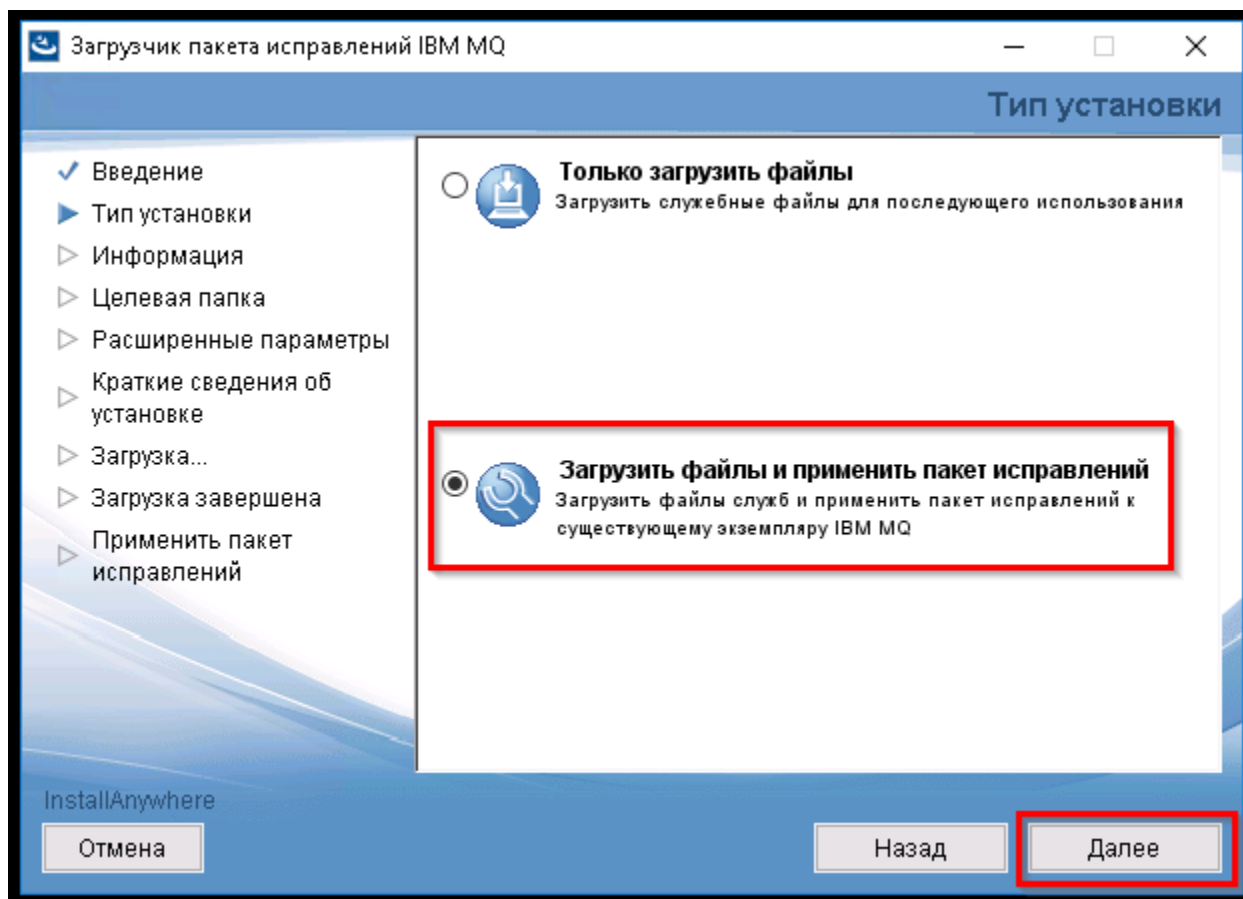 Загрузчик пакета исправлений IBM MQ
Тип установки
Введение
Тип установки
Информация
Целевая папка
Расширенные параметры
Краткие сведения об
установке
Загрузка...
Загрузка завершена
Применить пакет
исправлений
Только загрузить файлы
Загрузить служебные файлы для последующего использования
Загрузить файлы и применить пакет исправлений
Загрузить файлы служб и применить пакет исправлений к
существующему экземпляру IBM MQ
InstallAnywhere
Отмена
Назад
Далее